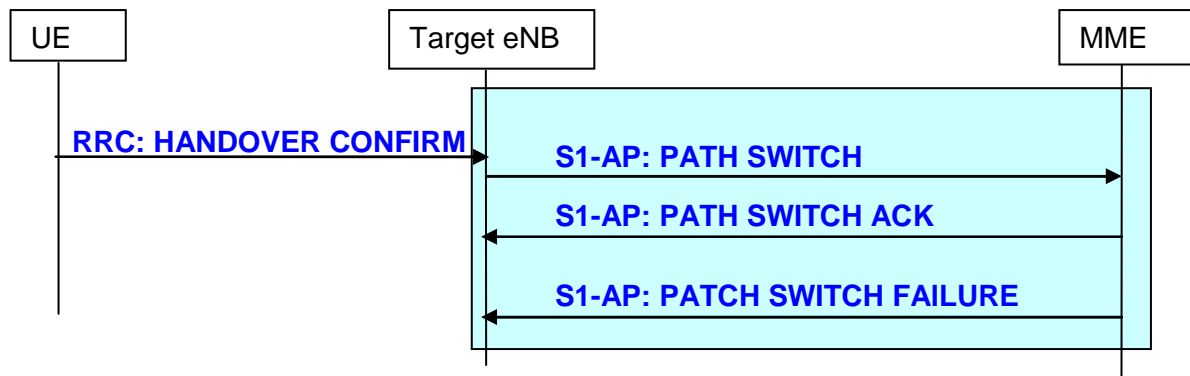 UE
Target eNB
MME
RRC: HANDOVER CONFIRM
S1-AP: PATH SWITCH
S1-AP: PATH SWITCH ACK
S1-AP: PATCH SWITCH FAILURE